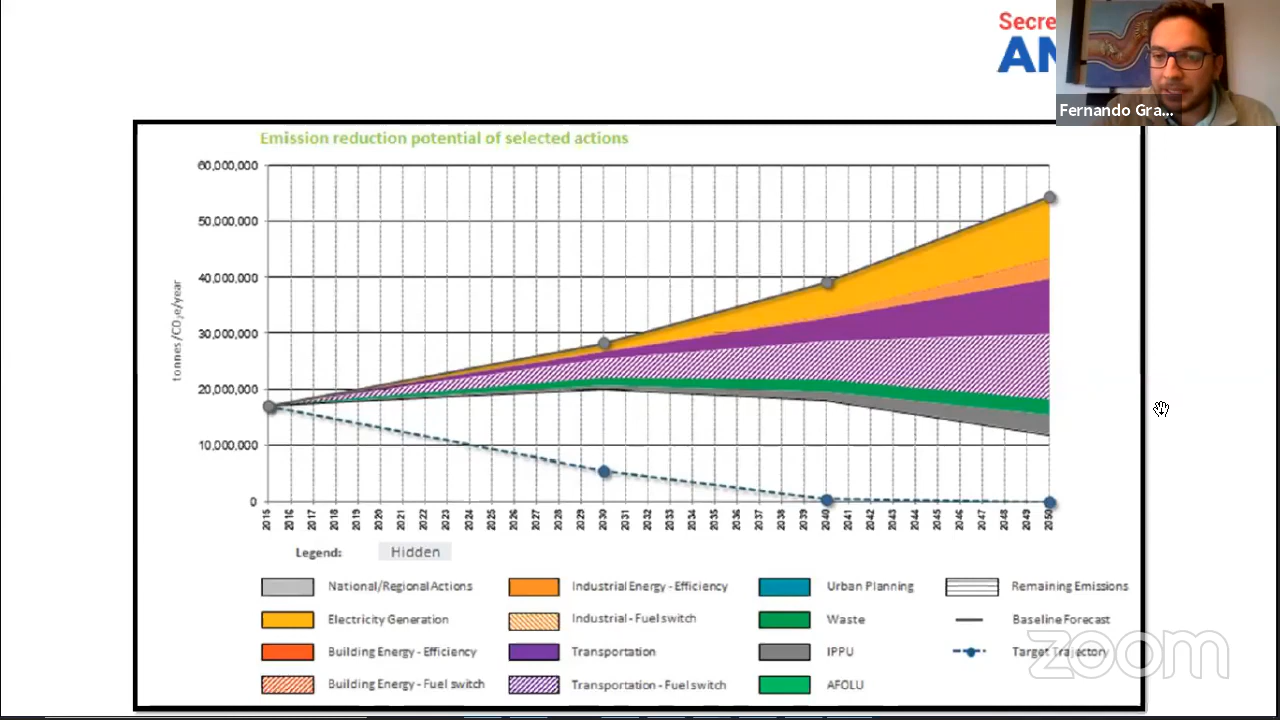 Secre
AN
Fernando Gra...
Emission reduction potential of selected actions
60,000,000
50,000,000
40,000,000
30,000,000
20,000,000
10,000,000
0
tonnes/CO₂e/year
2015 2016 2017 2018 2019 2020 2021 2022 2023 2024 2025 2026 2027 2028 2029 2030 2031 2032 2033 2034 2035 2036 2037 2038 2039 2040 2041 2042 2043 2044 2045 2046 2047 2048 2049 2050
Legend: Hidden
National/Regional Actions Industrial Energy - Efficiency Urban Planning Remaining Emissions
Electricity Generation Industrial - Fuel switch Waste Baseline Forecast
Building Energy - Efficiency Transportation IPPU Target Trajectory
Building Energy - Fuel switch Transportation - Fuel switch AFOLU
zoom